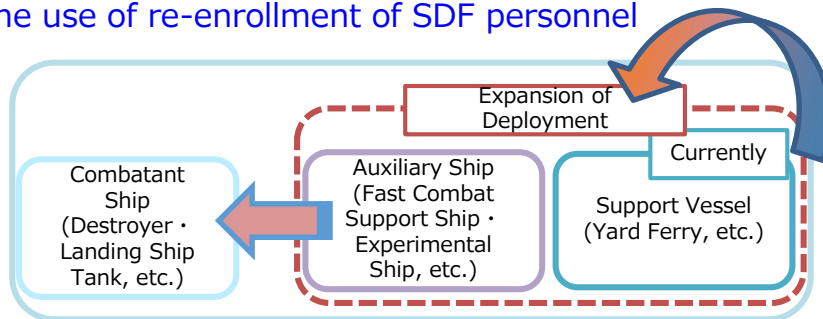 he use of re-enrollment of SDF personnel
Expansion of
Deployment
Currently
Combatant
Ship
(Destroyer・
Landing Ship
Tank, etc.)
Auxiliary Ship
(Fast Combat
Support Ship・
Experimental
Ship, etc.)
Support Vessel
(Yard Ferry, etc.)